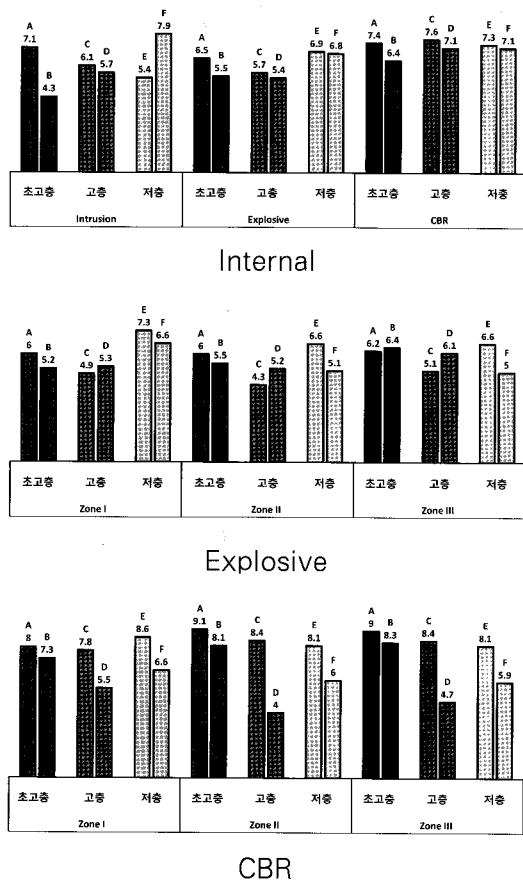 A 7.1 B 4.3 C 6.1 D 5.7 E 5.4 F 7.9 A 6.5 B 5.5 C 5.7 D 5.4 E 6.9 F 6.8 A 7.4 B 6.4 C 7.6 D 7.1 E 7.3 F 7.1
초고층 고층 저층 초고층 고층 저층 초고층 고층 저층
Intrusion Explosive CBR
Internal
A 6 B 5.2 C 4.9 D 5.3 E 7.3 F 6.6 A 6 B 5.5 C 4.3 D 5.2 E 6.6 F 5.1 A 6.2 B 6.4 C 5.1 D 6.1 E 6.6 F 5
초고층 고층 저층 초고층 고층 저층 초고층 고층 저층
Zone I Zone II Zone III
Explosive
A 8 B 7.3 C 7.8 D 5.5 E 8.6 F 6.6 A 9.1 B 8.1 C 8.4 D 4 E 8.1 F 6 A 9 B 8.3 C 8.4 D 4.7 E 8.1 F 5.9
초고층 고층 저층 초고층 고층 저층 초고층 고층 저층
Zone I Zone II Zone III
CBR